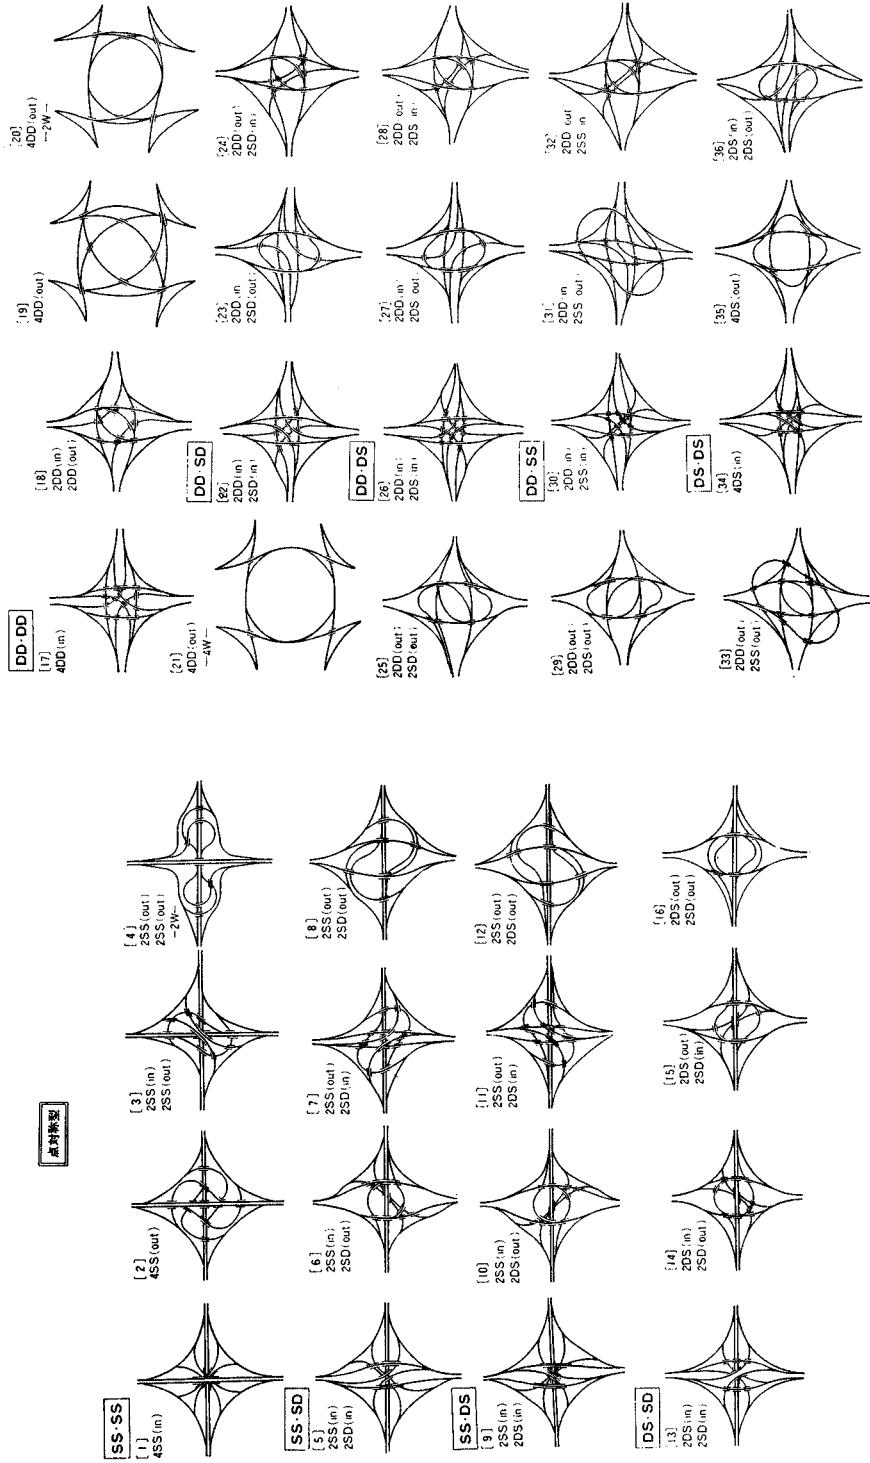 点対称型
SS·SS
[1]
4SS(in)
[2]
4SS(out)
[3]
2SS(in)
2SS(out)
[4]
2SS(out)
2SS(out)
—2W—
SS·SD
[5]
2SS(in)
2SD(in)
[6]
2SS(in)
2SD(out)
[7]
2SS(out)
2SD(in)
[8]
2SS(out)
2SD(out)
SS·DS
[9]
2SS(in)
2DS(in)
[10]
2SS(in)
2DS(out)
[11]
2SS(out)
2DS(in)
[12]
2SS(out)
2DS(out)
DS·SD
[13]
2DS(in)
2SD(in)
[14]
2DS(in)
2SD(out)
[15]
2DS(out)
2SD(in)
[16]
2DS(out)
2SD(out)
DD·DD
[17]
4DD(in)
[18]
2DD(in)
2DD(out)
[19]
4DD(out)
[20]
4DD(out)
—2W—
[21]
4DD(out)
—4W—
DD·SD
[22]
2DD(in)
2SD(in)
[23]
2DD(in)
2SD(out)
[24]
2DD(out)
2SD(in)
[25]
2DD(out)
2SD(out)
DD·DS
[26]
2DD(in)
2DS(in)
[27]
2DD(in)
2DS(out)
[28]
2DD(out)
2DS(in)
[29]
2DD(out)
2DS(out)
DD·SS
[30]
2DD(in)
2SS(in)
[31]
2DD(in)
2SS(out)
[32]
2DD(out)
2SS(in)
[33]
2DD(out)
2SS(out)
DS·DS
[34]
4DS(in)
[35]
4DS(out)
[36]
2DS(in)
2DS(out)